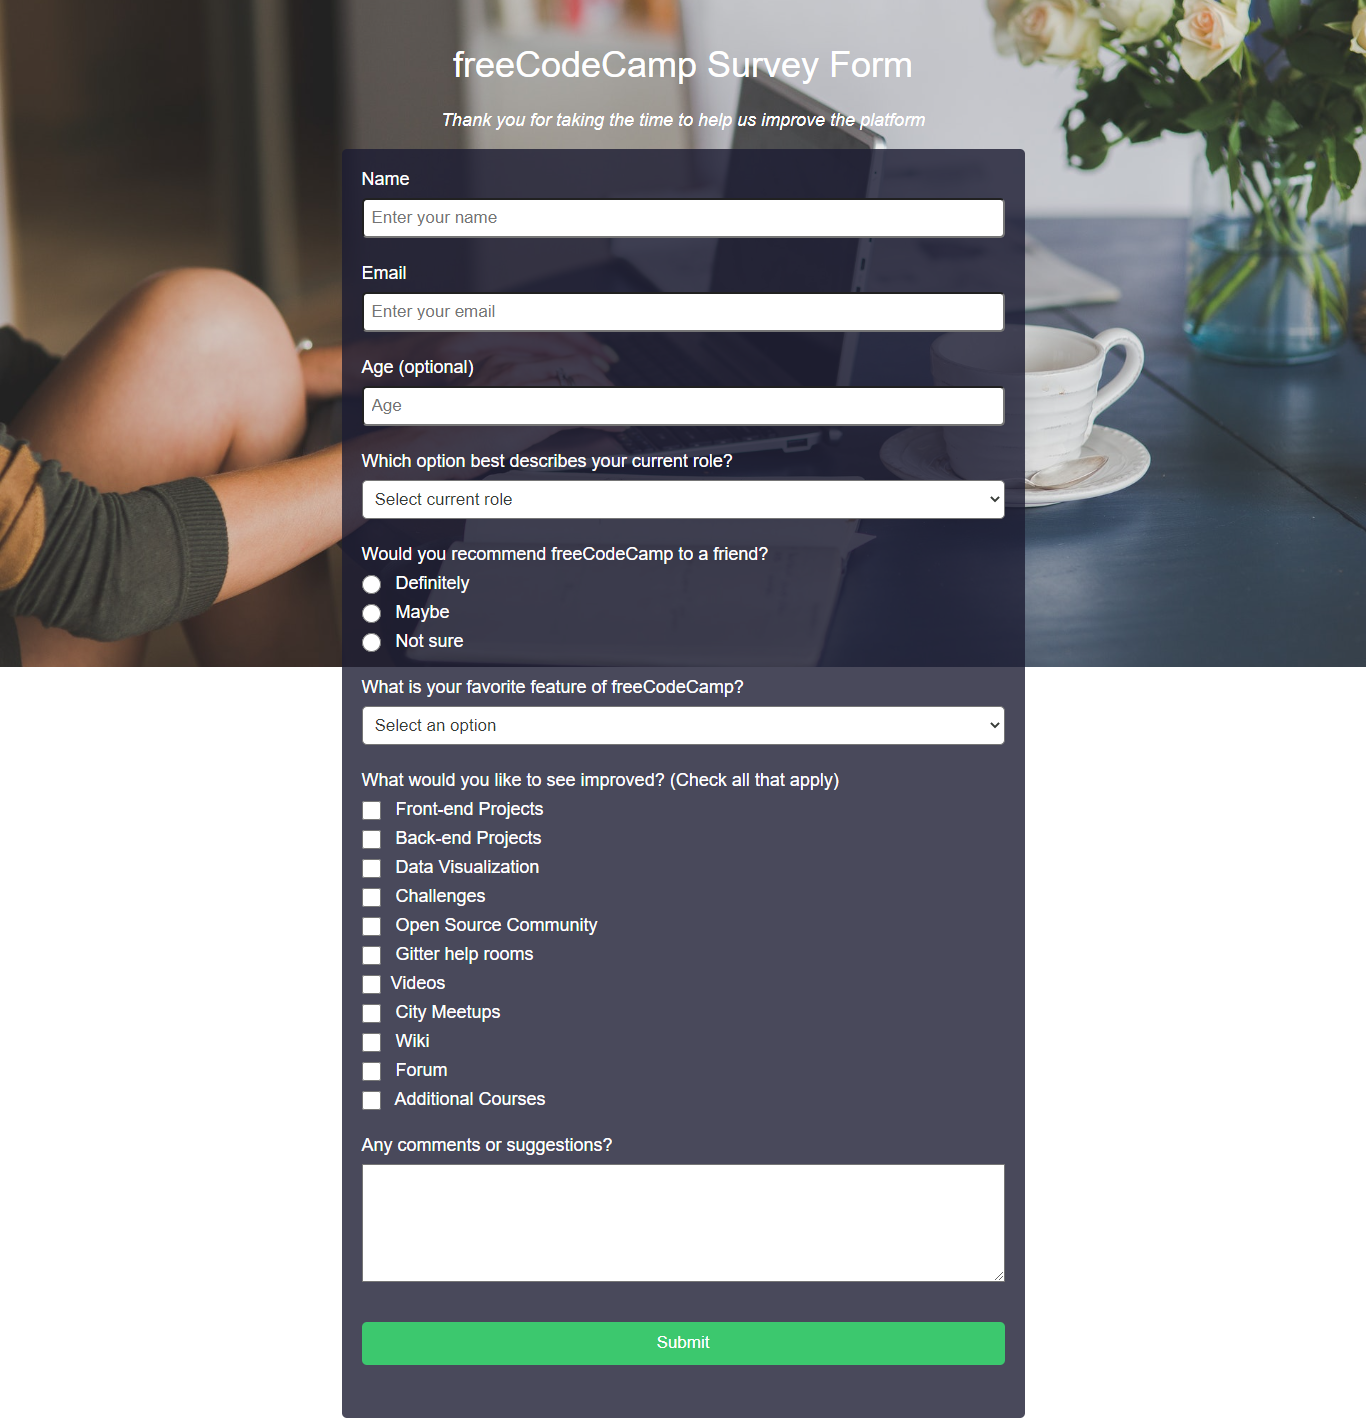 freeCodeCamp Survey Form
Thank you for taking the time to help us improve the platform
Name
Enter your name
Email
Enter your email
Age (optional)
Age
Which option best describes your current role?
Select current role
Would you recommend freeCodeCamp to a friend?
Definitely
Maybe
Not sure
What is your favorite feature of freeCodeCamp?
Select an option
What would you like to see improved? (Check all that apply)
Front-end Projects
Back-end Projects
Data Visualization
Challenges
Open Source Community
Gitter help rooms
Videos
City Meetups
Wiki
Forum
Additional Courses
Any comments or suggestions?
Submit